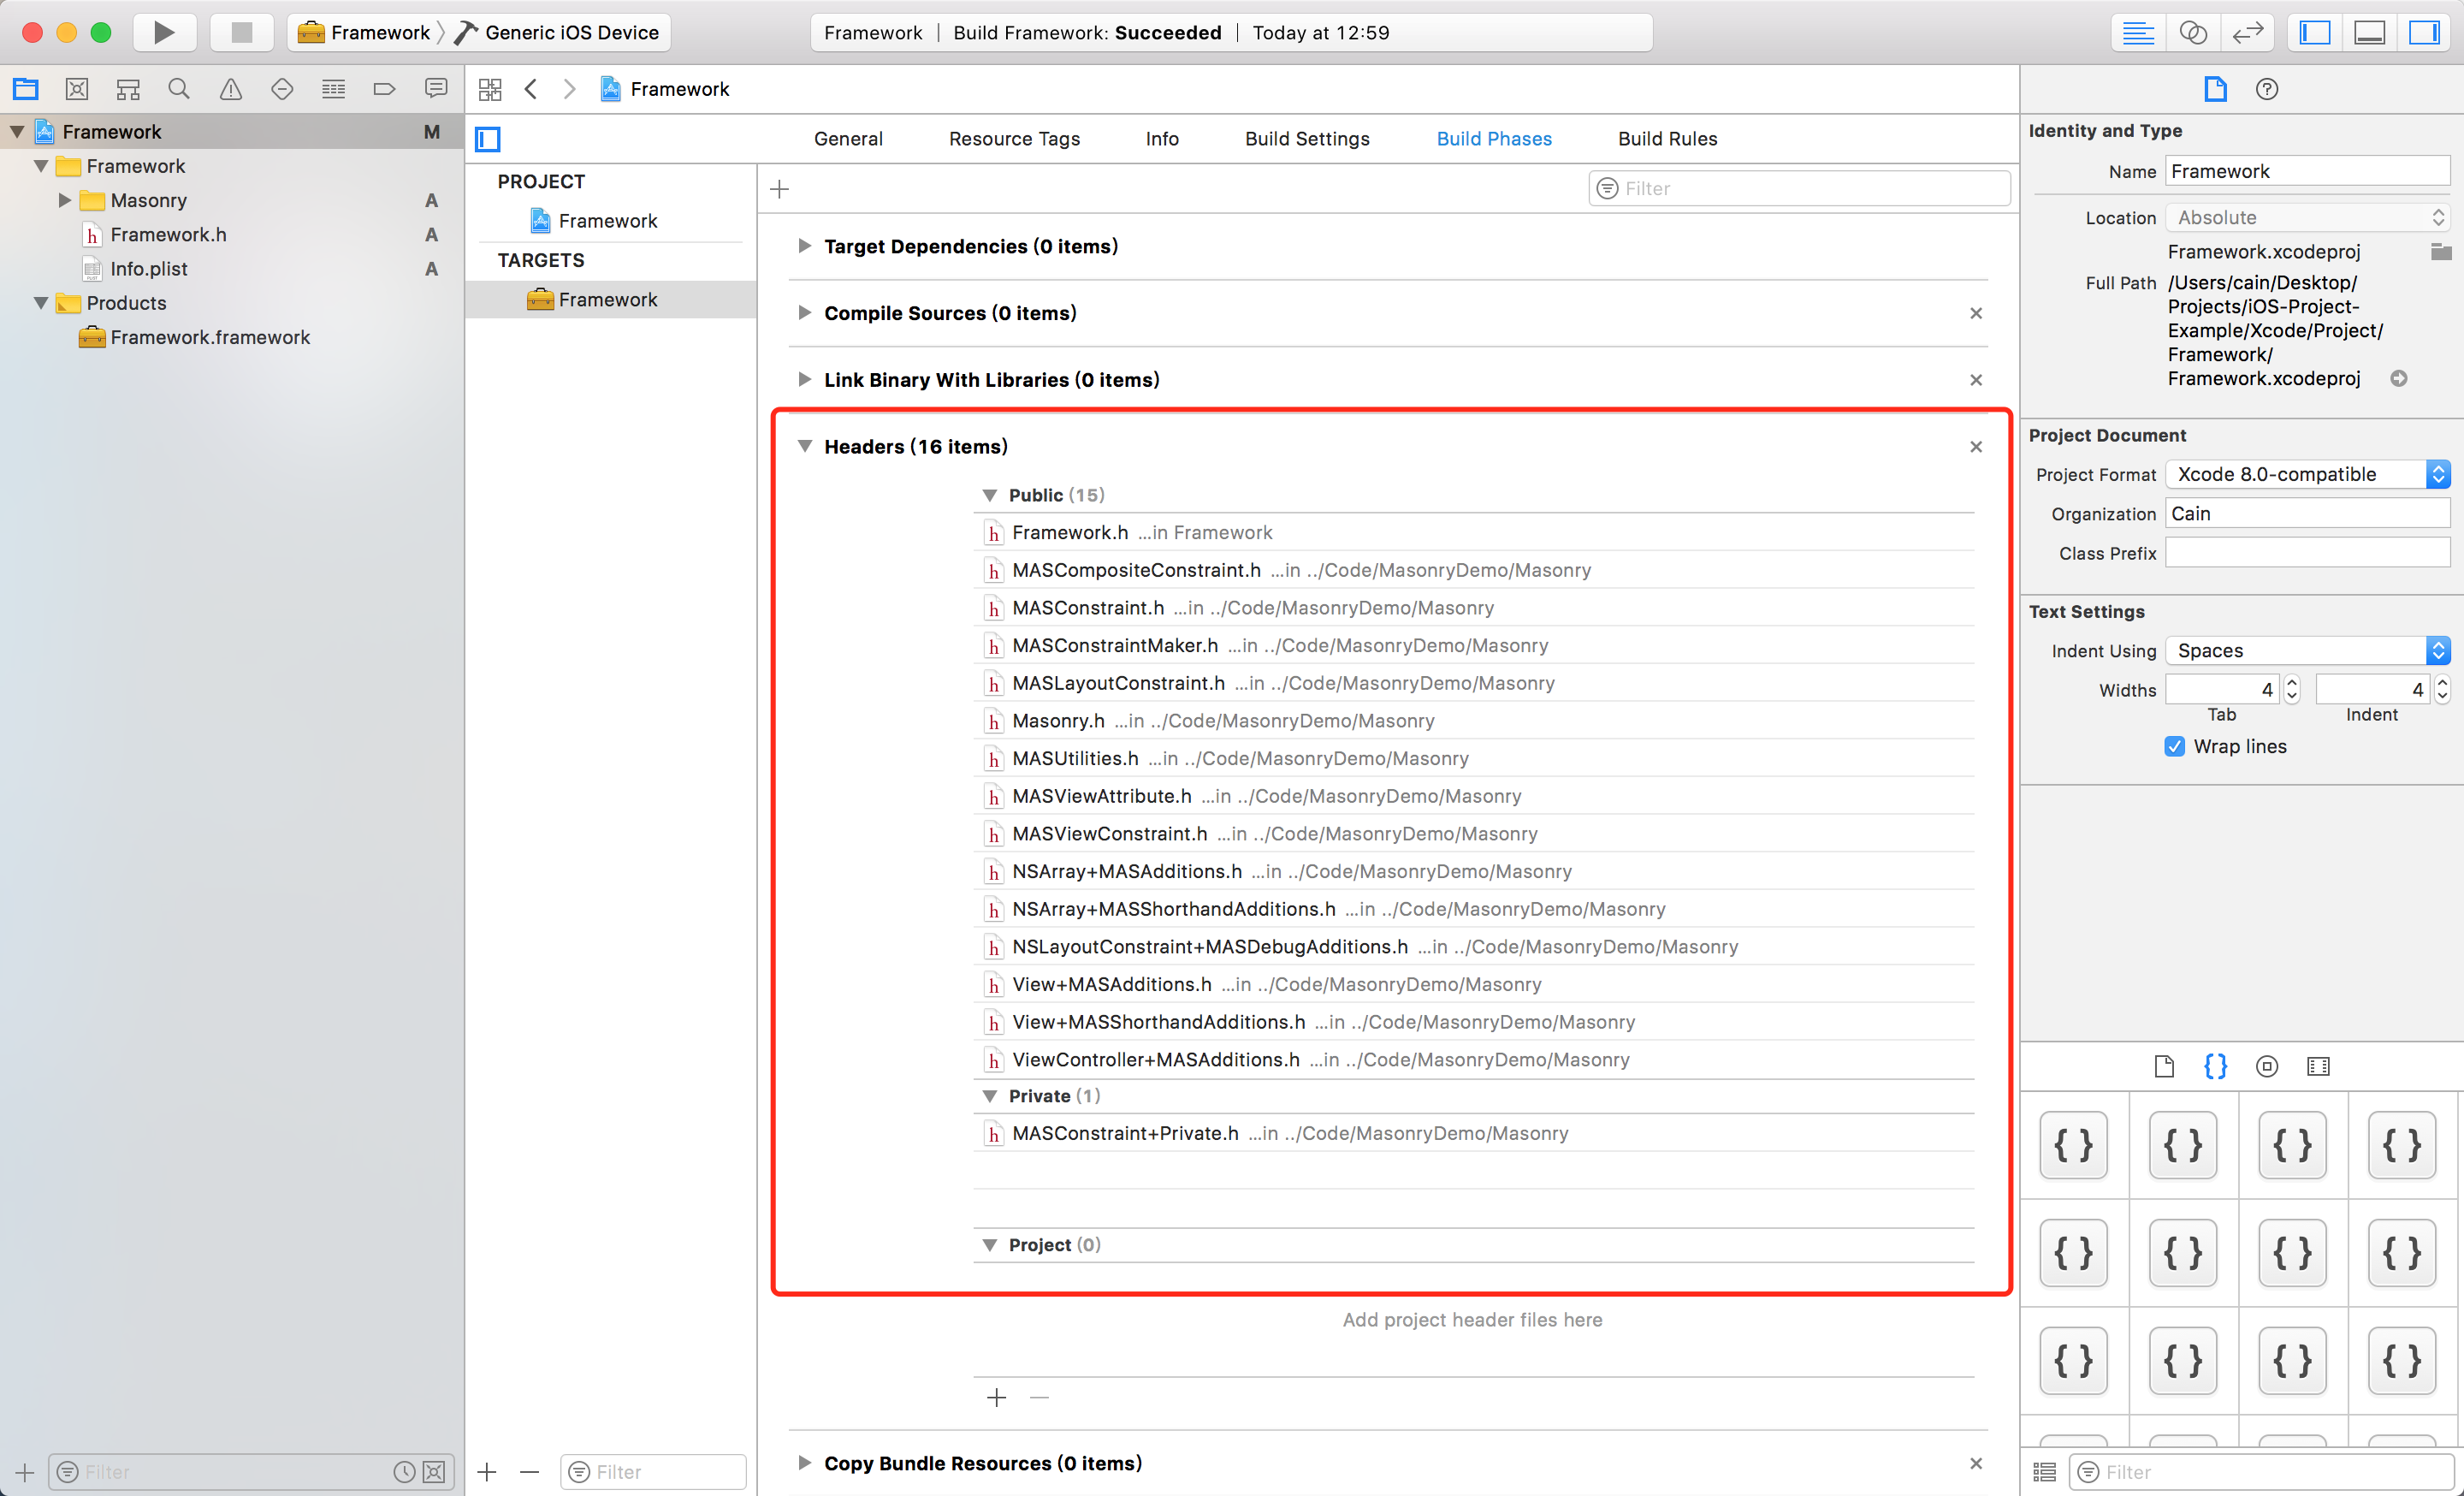 Framework 〉 Generic iOS Device
Framework | Build Framework: Succeeded | Today at 12:59
Framework M
Framework
Masonry A
Framework.h A
Info.plist A
Products
Framework.framework
Filter
Framework
General Resource Tags Info Build Settings Build Phases Build Rules
PROJECT
Framework
TARGETS
Framework
Filter
Filter
Target Dependencies (0 items)
Compile Sources (0 items)
Link Binary With Libraries (0 items)
Headers (16 items)
Public (15)
Framework.h ...in Framework
MASCompositeConstraint.h ...in ../Code/MasonryDemo/Masonry
MASConstraint.h ...in ../Code/MasonryDemo/Masonry
MASConstraintMaker.h ...in ../Code/MasonryDemo/Masonry
MASLayoutConstraint.h ...in ../Code/MasonryDemo/Masonry
Masonry.h ...in ../Code/MasonryDemo/Masonry
MASUtilities.h ...in ../Code/MasonryDemo/Masonry
MASViewAttribute.h ...in ../Code/MasonryDemo/Masonry
MASViewConstraint.h ...in ../Code/MasonryDemo/Masonry
NSArray+MASAdditions.h ...in ../Code/MasonryDemo/Masonry
NSArray+MASShorthandAdditions.h ...in ../Code/MasonryDemo/Masonry
NSLayoutConstraint+MASDebugAdditions.h ...in ../Code/MasonryDemo/Masonry
View+MASAdditions.h ...in ../Code/MasonryDemo/Masonry
View+MASShorthandAdditions.h ...in ../Code/MasonryDemo/Masonry
ViewController+MASAdditions.h ...in ../Code/MasonryDemo/Masonry
Private (1)
MASConstraint+Private.h ...in ../Code/MasonryDemo/Masonry
Project (0)
Add project header files here
Copy Bundle Resources (0 items)
Identity and Type
Name Framework
Location Absolute
Framework.xcodeproj
Full Path /Users/cain/Desktop/
Projects/iOS-Project-
Example/Xcode/Project/
Framework/
Framework.xcodeproj
Project Document
Project Format Xcode 8.0-compatible
Organization Cain
Class Prefix
Text Settings
Indent Using Spaces
Widths 4 4
Tab Indent
Wrap lines
{ } { } { } { }
{ } { } { } { }
{ } { } { } { }
Filter